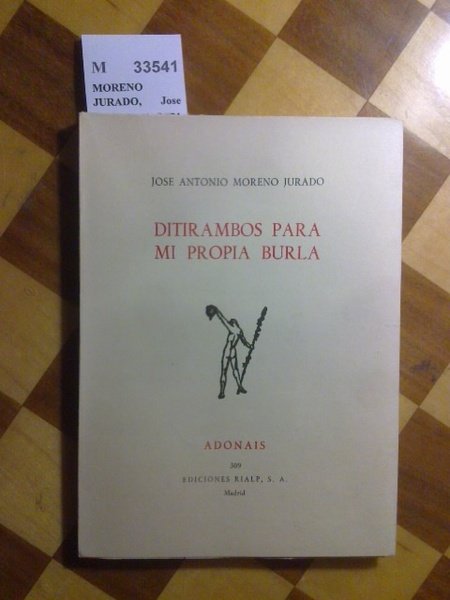 M 33541
MORENO
JURADO, Jose
JOSE ANTONIO MORENO JURADO
DITIRAMBOS PARA
MI PROPIA BURLA
ADONAIS
309
EDICIONES RIALP, S. A.
Madrid